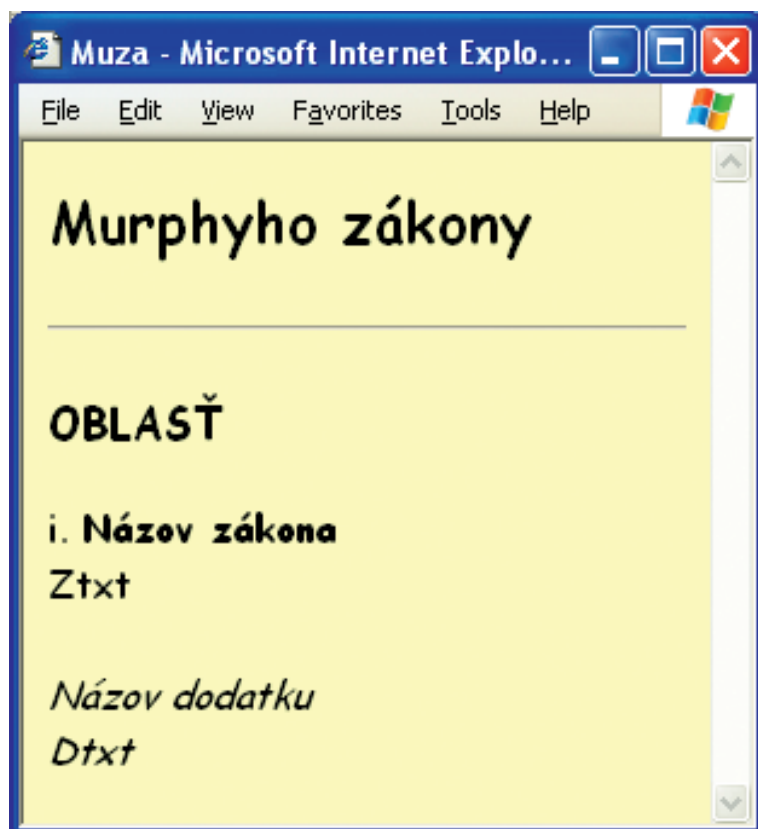 Muza - Microsoft Internet Explo...
File Edit View Favorites Tools Help
Murphyho zákony
OBLASŤ
i. Názov zákona
Ztxt
Názov dodatku
Dtxt